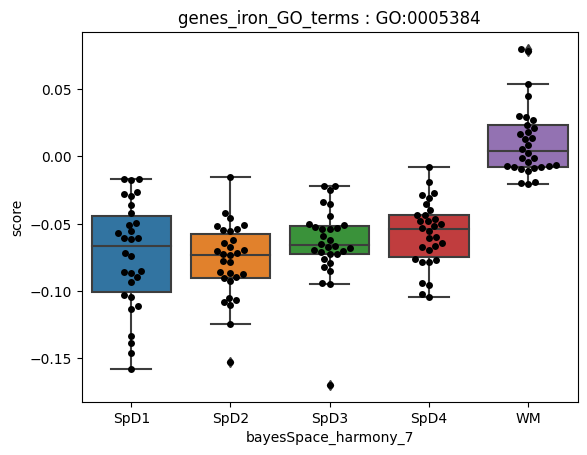 genes_iron_GO_terms : GO:0005384
score
0.05
0.00
−0.05
−0.10
−0.15
SpD1 SpD2 SpD3 SpD4 WM
bayesSpace_harmony_7